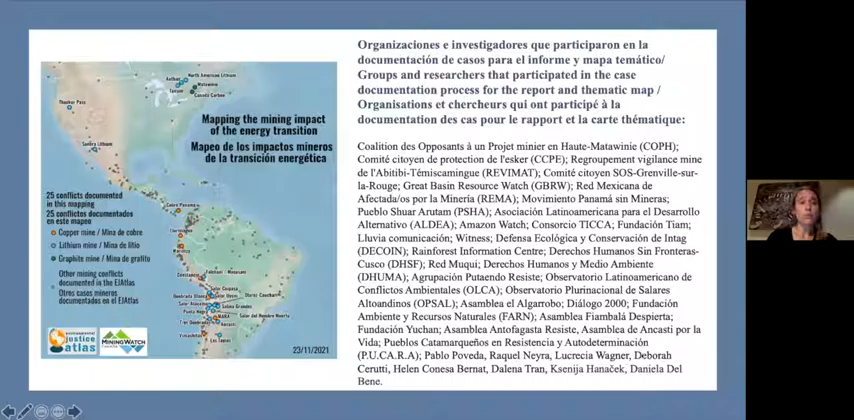 North American Lithium
Matawinie
Thacker Pass
Mapping the mining impact
of the energy transition
Mapeo de los impactos mineros
de la transición energética
25 conflicts documented
in this mapping
25 conflictos documentados
en este mapeo
Copper mine / Mina de cobre
Lithium mine / Mina de litio
Graphite mine / Mina de grafito
Other mining conflicts
documented in the EJAtlas
Otros casos mineros
documentados en el EJAtlas
Cobre Panamá
Mirador
Salar del Hombre Muerto
Los Leones
environmental
justice
atlas
MININGWATCH
23/11/2021
Organizaciones e investigadores que participaron en la
documentación de casos para el informe y mapa temático/
Groups and researchers that participated in the case
documentation process for the report and thematic map /
Organisations et chercheurs qui ont participé à la
documentation des cas pour le rapport et la carte thématique:
Coalition des Opposants à un Projet minier en Haute-Matawinie (COPH);
Comité citoyen de protection de l'esker (CCPE); Regroupement vigilance mine
de l'Abitibi-Témiscamingue (REVIMAT); Comité citoyen SOS-Grenville-sur-
la-Rouge; Great Basin Resource Watch (GBRW); Red Mexicana de
Afectada/os por la Minería (REMA); Movimiento Panamá sin Mineras;
Pueblo Shuar Arutam (PSHA); Asociación Latinoamericana para el Desarrollo
Alternativo (ALDEA); Amazon Watch; Consorcio TICCA; Fundación Tiam;
Lluvia comunicación; Witness; Defensa Ecológica y Conservación de Intag
(DECOIN); Rainforest Information Centre; Derechos Humanos Sin Fronteras-
Cusco (DHSF); Red Muqui; Derechos Humanos y Medio Ambiente
(DHUMA); Agrupación Putaendo Resiste; Observatorio Latinoamericano de
Conflictos Ambientales (OLCA); Observatorio Plurinacional de Salares
Altoandinos (OPSAL); Asamblea el Algarrobo; Diálogo 2000; Fundación
Ambiente y Recursos Naturales (FARN); Asamblea Fiambalá Despierta;
Fundación Yuchan; Asamblea Antofagasta Resiste, Asamblea de Ancasti por la
Vida; Pueblos Catamarqueños en Resistencia y Autodeterminación
(P.U.CA.R.A); Pablo Poveda, Raquel Neyra, Lucrecia Wagner, Deborah
Cerutti, Helen Conesa Bernat, Dalena Tran, Ksenija Hanaček, Daniela Del
Bene.